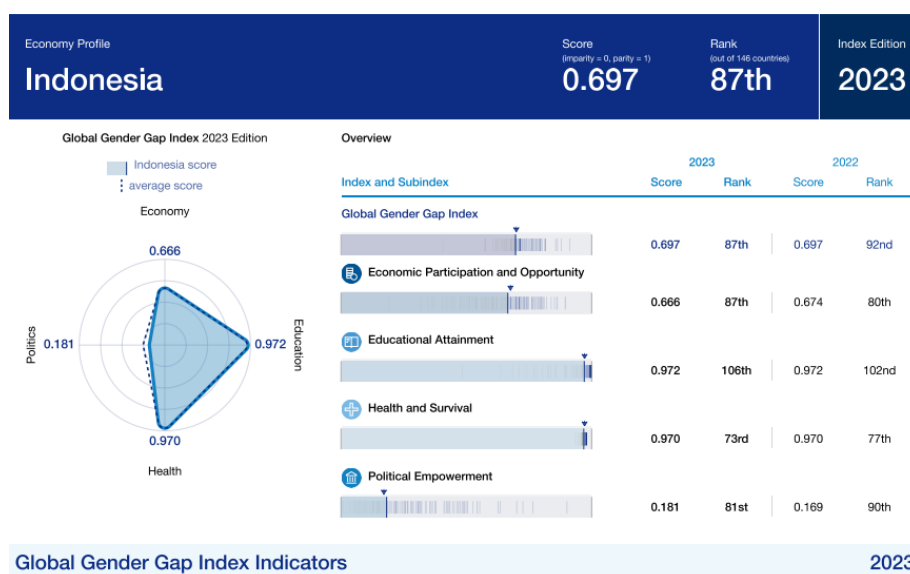 Economy Profile
Indonesia
Score
(imparity = 0, parity = 1)
0.697
Rank
(out of 146 countries)
87th
Index Edition
2023
Global Gender Gap Index 2023 Edition
Indonesia score
average score
Economy
0.666
Politics
0.181
0.972
Education
0.970
Health
Overview
2023 2022
Index and Subindex Score Rank Score Rank
Global Gender Gap Index
0.697 87th 0.697 92nd
Economic Participation and Opportunity
0.666 87th 0.674 80th
Educational Attainment
0.972 106th 0.972 102nd
Health and Survival
0.970 73rd 0.970 77th
Political Empowerment
0.181 81st 0.169 90th
Global Gender Gap Index Indicators 2023